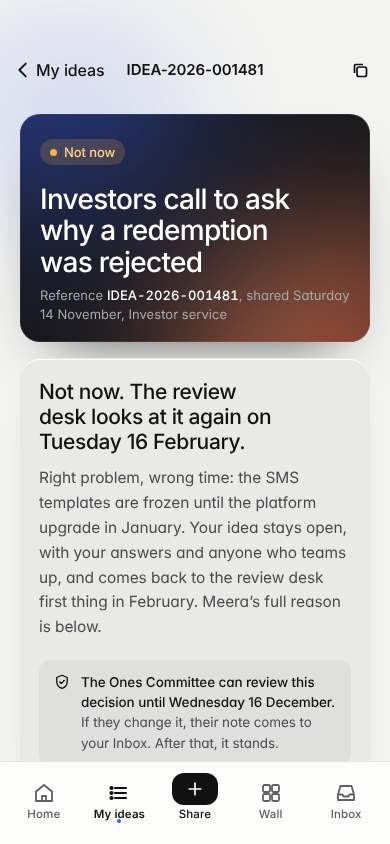 My ideas
IDEA-2026-001481
Not now
Investors call to ask
why a redemption
was rejected
Reference IDEA-2026-001481, shared Saturday
14 November, Investor service
Not now. The review
desk looks at it again on
Tuesday 16 February.
Right problem, wrong time: the SMS
templates are frozen until the platform
upgrade in January. Your idea stays open,
with your answers and anyone who teams
up, and comes back to the review desk
first thing in February. Meera’s full reason
is below.
The Ones Committee can review this
decision until Wednesday 16 December.
If they change it, their note comes to
your Inbox. After that, it stands.
Home
My ideas
Share
Wall
Inbox